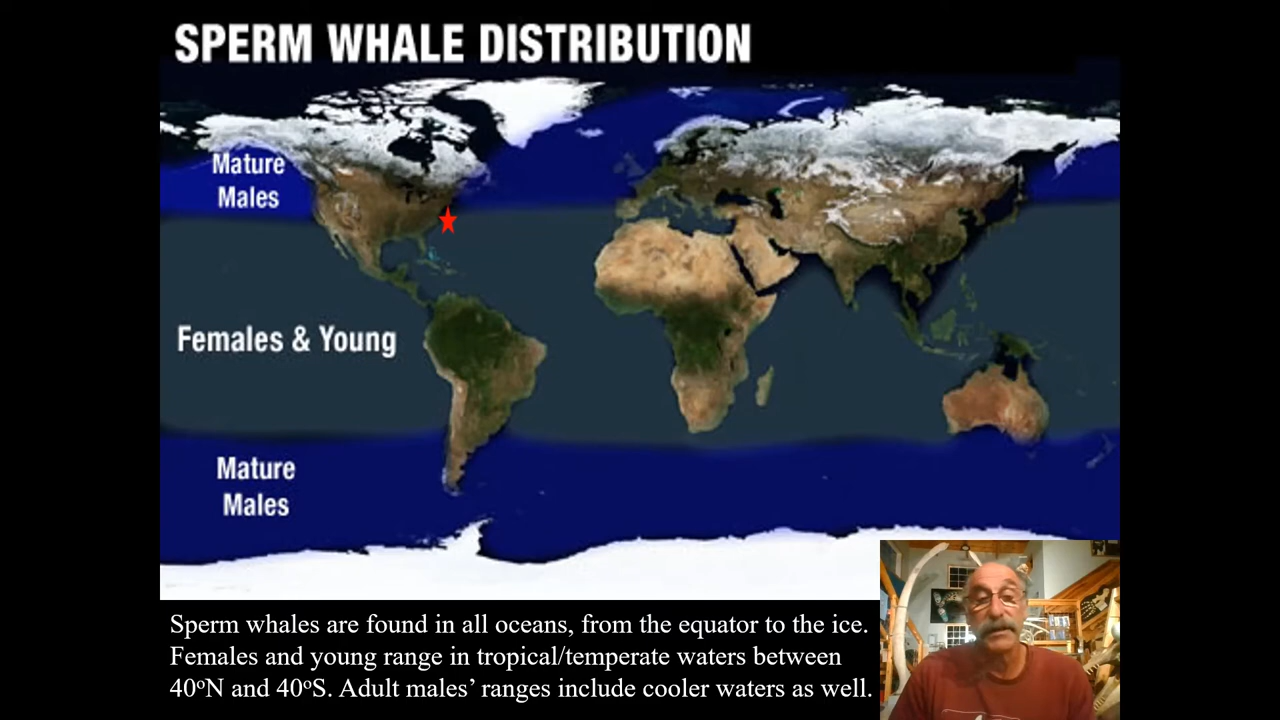 SPERM WHALE DISTRIBUTION
Mature
Males
Females & Young
Mature
Males
Sperm whales are found in all oceans, from the equator to the ice.
Females and young range in tropical/temperate waters between
40ᵒN and 40ᵒS. Adult males’ ranges include cooler waters as well.